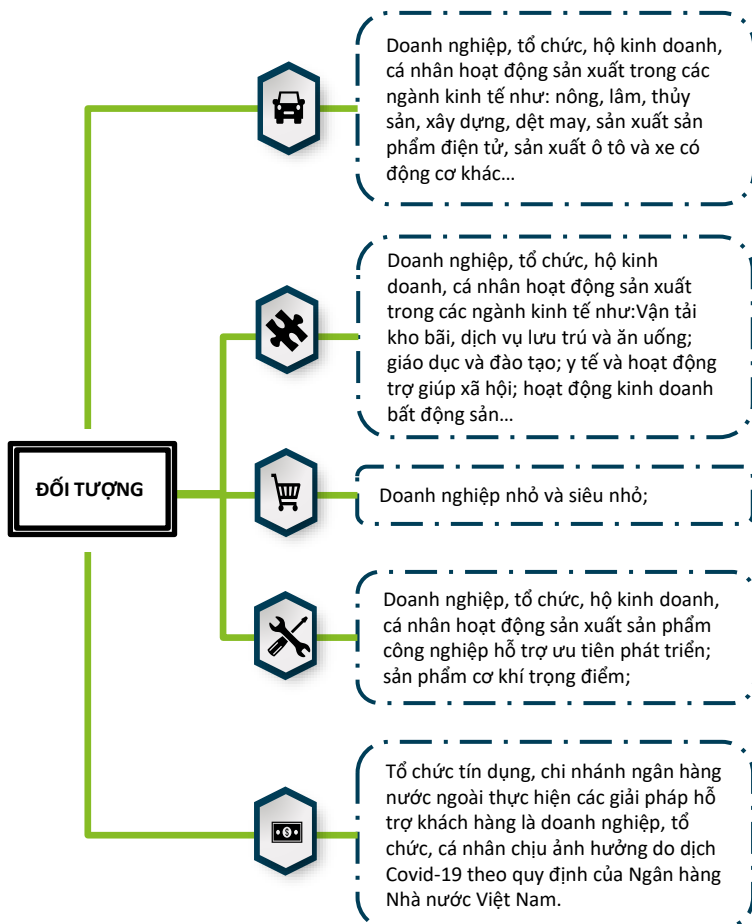 Doanh nghiệp, tổ chức, hộ kinh doanh,
cá nhân hoạt động sản xuất trong các
ngành kinh tế như: nông, lâm, thủy
sản, xây dựng, dệt may, sản xuất sản
phẩm điện tử, sản xuất ô tô và xe có
động cơ khác...
Doanh nghiệp, tổ chức, hộ kinh
doanh, cá nhân hoạt động sản xuất
trong các ngành kinh tế như:Vận tải
kho bãi, dịch vụ lưu trú và ăn uống;
giáo dục và đào tạo; y tế và hoạt động
trợ giúp xã hội; hoạt động kinh doanh
bất động sản...
ĐỐI TƯỢNG
Doanh nghiệp nhỏ và siêu nhỏ;
Doanh nghiệp, tổ chức, hộ kinh doanh,
cá nhân hoạt động sản xuất sản phẩm
công nghiệp hỗ trợ ưu tiên phát triển;
sản phẩm cơ khí trọng điểm;
Tổ chức tín dụng, chi nhánh ngân hàng
nước ngoài thực hiện các giải pháp hỗ
trợ khách hàng là doanh nghiệp, tổ
chức, cá nhân chịu ảnh hưởng do dịch
Covid-19 theo quy định của Ngân hàng
Nhà nước Việt Nam.